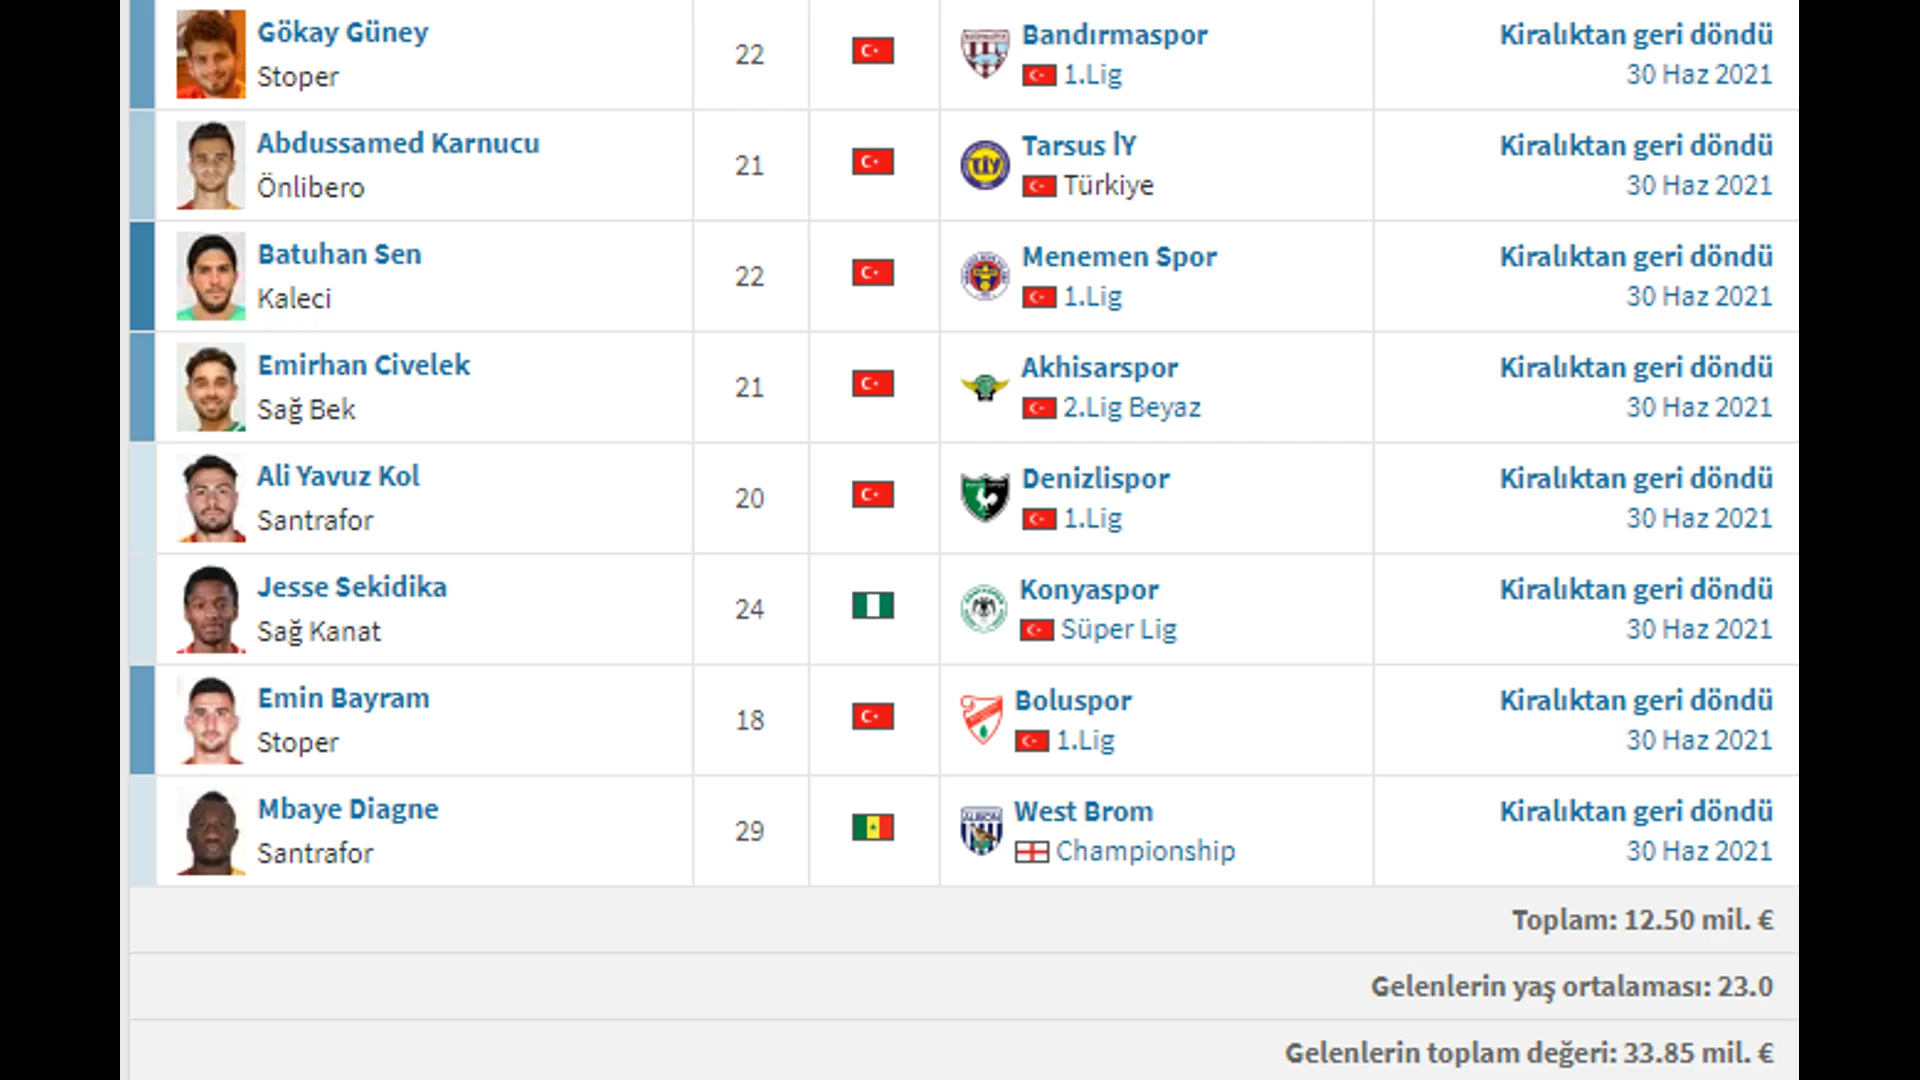 Gökay Güney
Stoper
22
Bandırmaspor
1.Lig
Kiralıktan geri döndü
30 Haz 2021
Abdussamed Karnucu
Önlibero
21
Tarsus İY
Türkiye
Kiralıktan geri döndü
30 Haz 2021
Batuhan Sen
Kaleci
22
Menemen Spor
1.Lig
Kiralıktan geri döndü
30 Haz 2021
Emirhan Civelek
Sağ Bek
21
Akhisarspor
2.Lig Beyaz
Kiralıktan geri döndü
30 Haz 2021
Ali Yavuz Kol
Santrafor
20
Denizlispor
1.Lig
Kiralıktan geri döndü
30 Haz 2021
Jesse Sekidika
Sağ Kanat
24
Konyaspor
Süper Lig
Kiralıktan geri döndü
30 Haz 2021
Emin Bayram
Stoper
18
Boluspor
1.Lig
Kiralıktan geri döndü
30 Haz 2021
Mbaye Diagne
Santrafor
29
West Brom
Championship
Kiralıktan geri döndü
30 Haz 2021
Toplam: 12.50 mil. €
Gelenlerin yaş ortalaması: 23.0
Gelenlerin toplam değeri: 33.85 mil. €